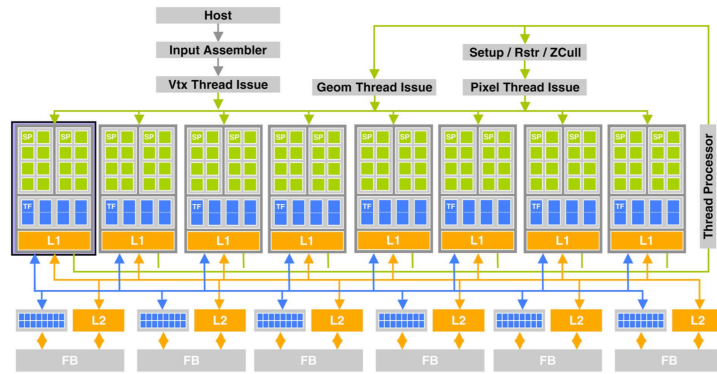 Host
Input Assembler
Setup / Rstr / ZCull
Vtx Thread Issue
Geom Thread Issue
Pixel Thread Issue
SP SP SP SP SP SP SP SP SP SP SP SP SP SP SP SP
TF TF TF TF TF TF TF TF
L1 L1 L1 L1 L1 L1 L1 L1
Thread Processor
L2 L2 L2 L2 L2 L2
FB FB FB FB FB FB